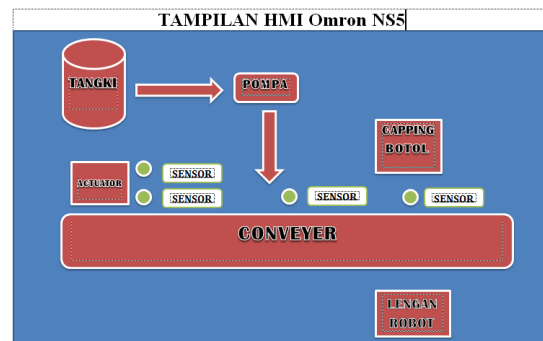 TAMPILAN HMI Omron NS5
TANGKI
POMPA
CAPPING
BOTOL
ACTUATOR
SENSOR
SENSOR
SENSOR
SENSOR
CONVEYER
LENGAN
ROBOT